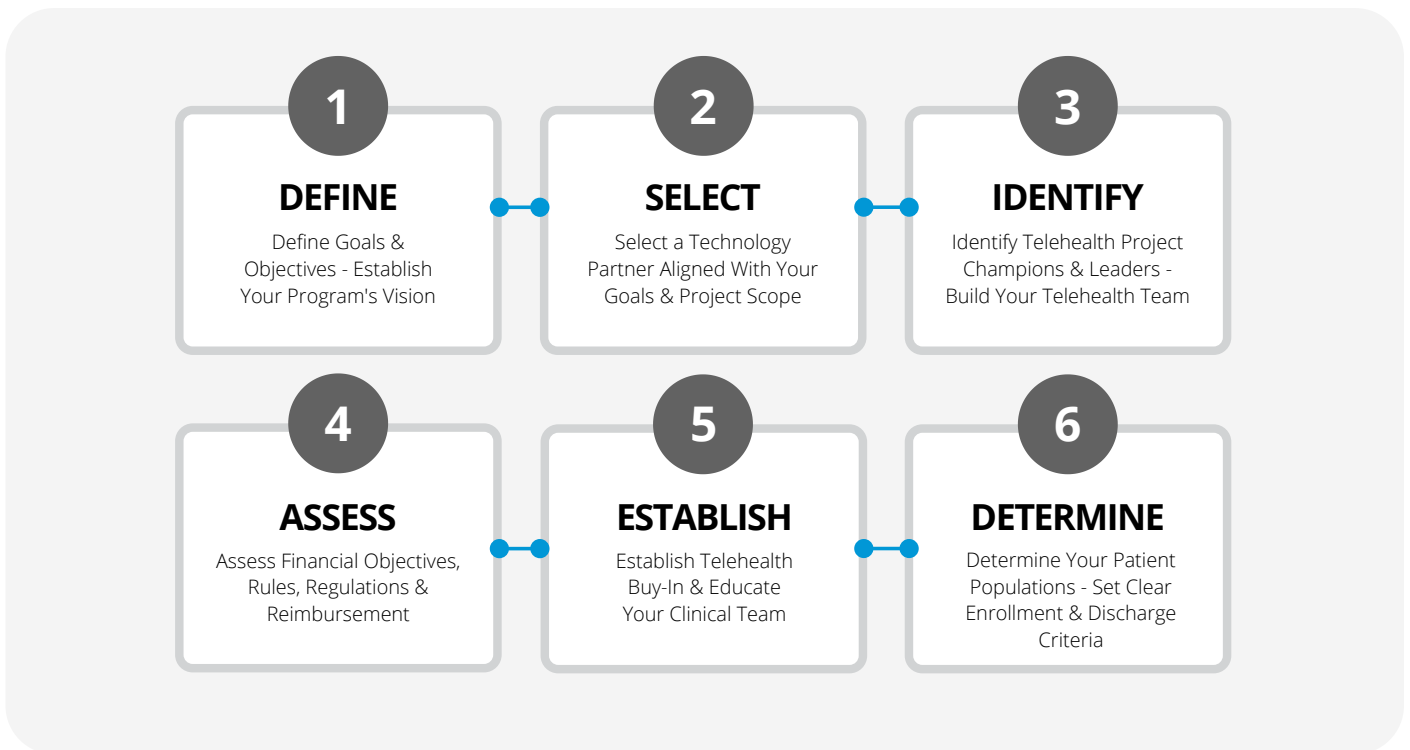 1
DEFINE
Define Goals &
Objectives - Establish
Your Program's Vision
2
SELECT
Select a Technology
Partner Aligned With Your
Goals & Project Scope
3
IDENTIFY
Identify Telehealth Project
Champions & Leaders -
Build Your Telehealth Team
4
ASSESS
Assess Financial Objectives,
Rules, Regulations &
Reimbursement
5
ESTABLISH
Establish Telehealth
Buy-In & Educate
Your Clinical Team
6
DETERMINE
Determine Your Patient
Populations - Set Clear
Enrollment & Discharge
Criteria